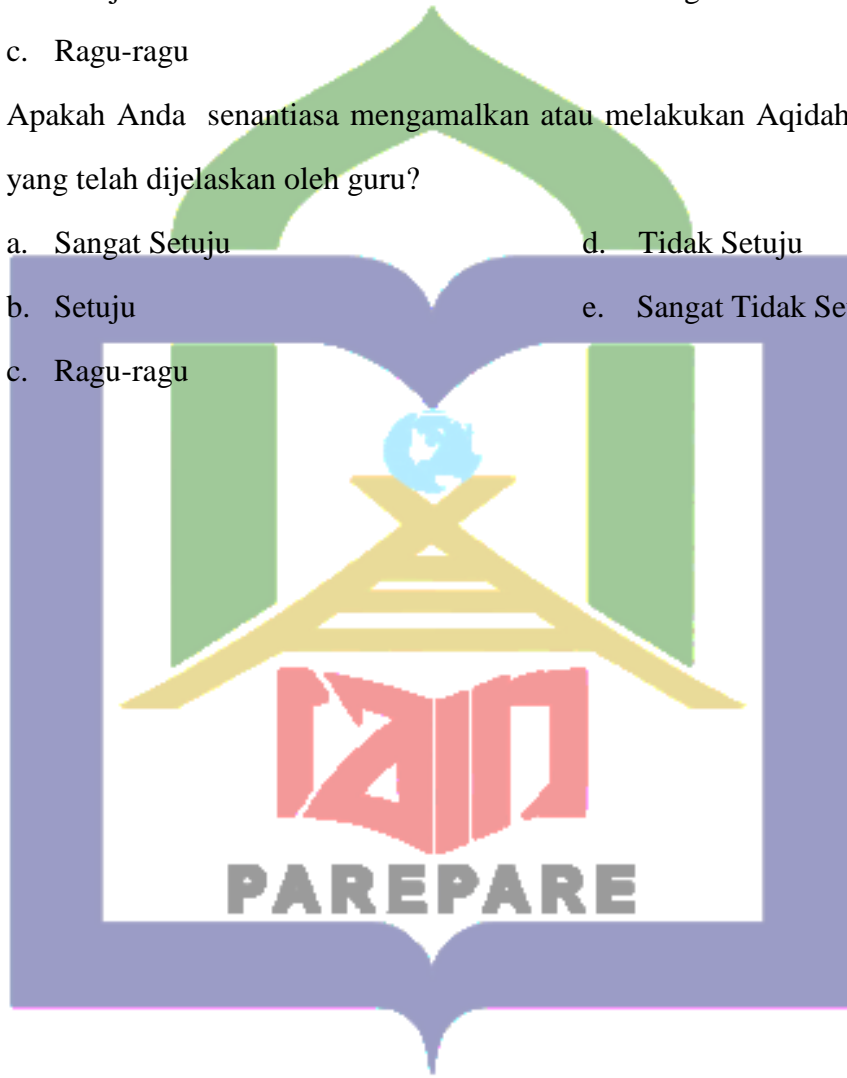 c. Ragu-ragu
Apakah Anda senantiasa mengamalkan atau melakukan Aqidah
yang telah dijelaskan oleh guru?
a. Sangat Setuju d. Tidak Setuju
b. Setuju e. Sangat Tidak Se
c. Ragu-ragu
iain
PAREPARE